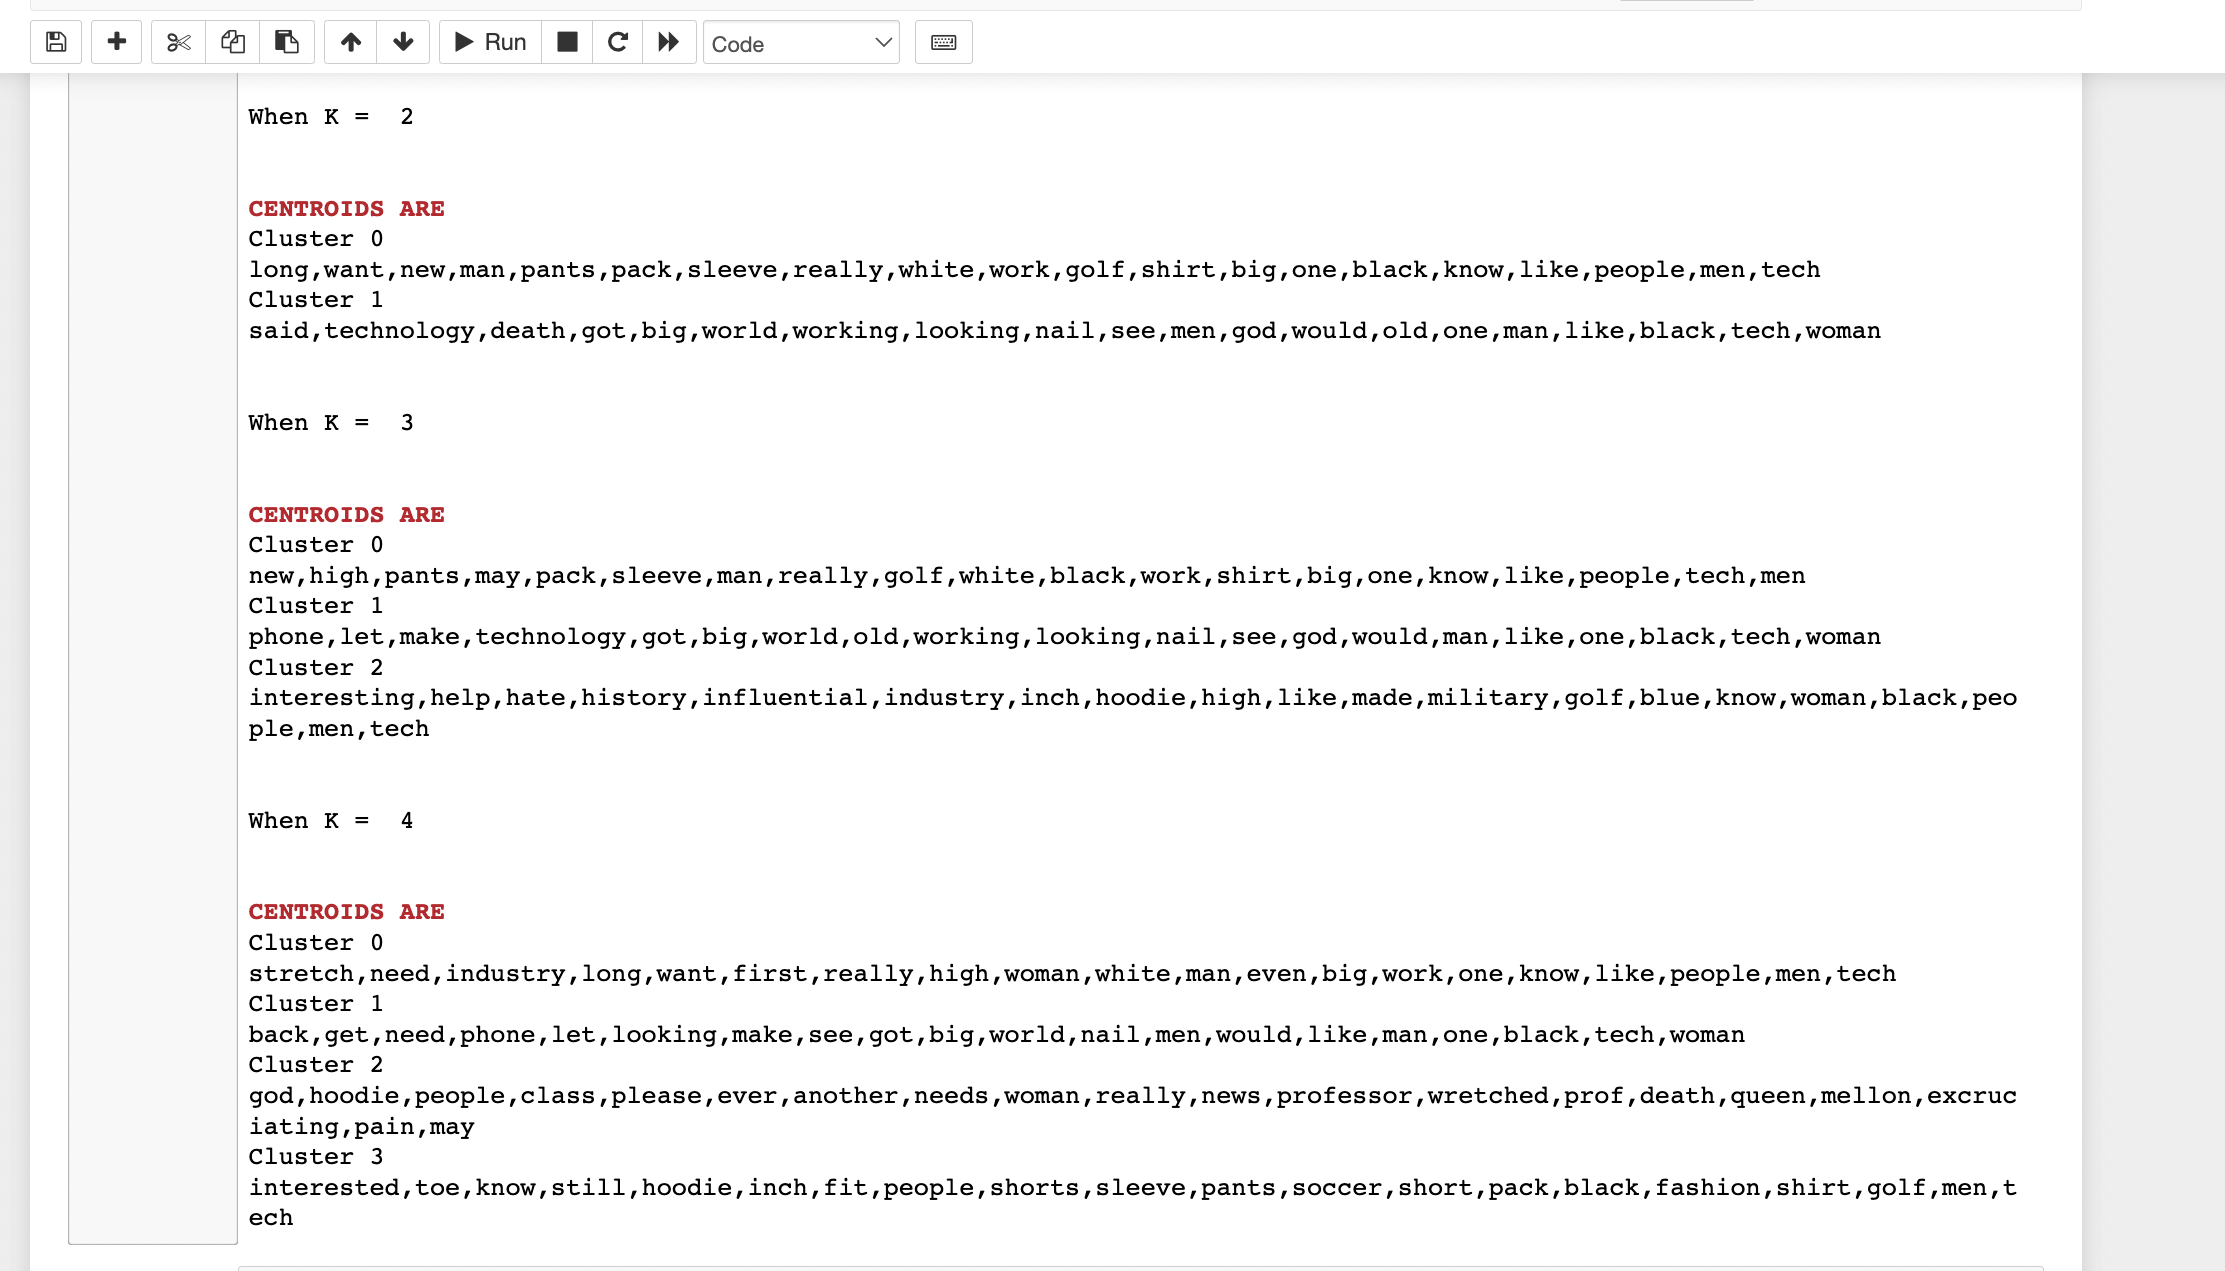 Run
Code
When K =  2
CENTROIDS ARE
Cluster 0
long,want,new,man,pants,pack,sleeve,really,white,work,golf,shirt,big,one,black,know,like,people,men,tech
Cluster 1
said,technology,death,got,big,world,working,looking,nail,see,men,god,would,old,one,man,like,black,tech,woman
When K =  3
CENTROIDS ARE
Cluster 0
new,high,pants,may,pack,sleeve,man,really,golf,white,black,work,shirt,big,one,know,like,people,tech,men
Cluster 1
phone,let,make,technology,got,big,world,old,working,looking,nail,see,god,would,man,like,one,black,tech,woman
Cluster 2
interesting,help,hate,history,influential,industry,inch,hoodie,high,like,made,military,golf,blue,know,woman,black,peo
ple,men,tech
When K =  4
CENTROIDS ARE
Cluster 0
stretch,need,industry,long,want,first,really,high,woman,white,man,even,big,work,one,know,like,people,men,tech
Cluster 1
back,get,need,phone,let,looking,make,see,got,big,world,nail,men,would,like,man,one,black,tech,woman
Cluster 2
god,hoodie,people,class,please,ever,another,needs,woman,really,news,professor,wretched,prof,death,queen,mellon,excruc
iating,pain,may
Cluster 3
interested,toe,know,still,hoodie,inch,fit,people,shorts,sleeve,pants,soccer,short,pack,black,fashion,shirt,golf,men,t
ech